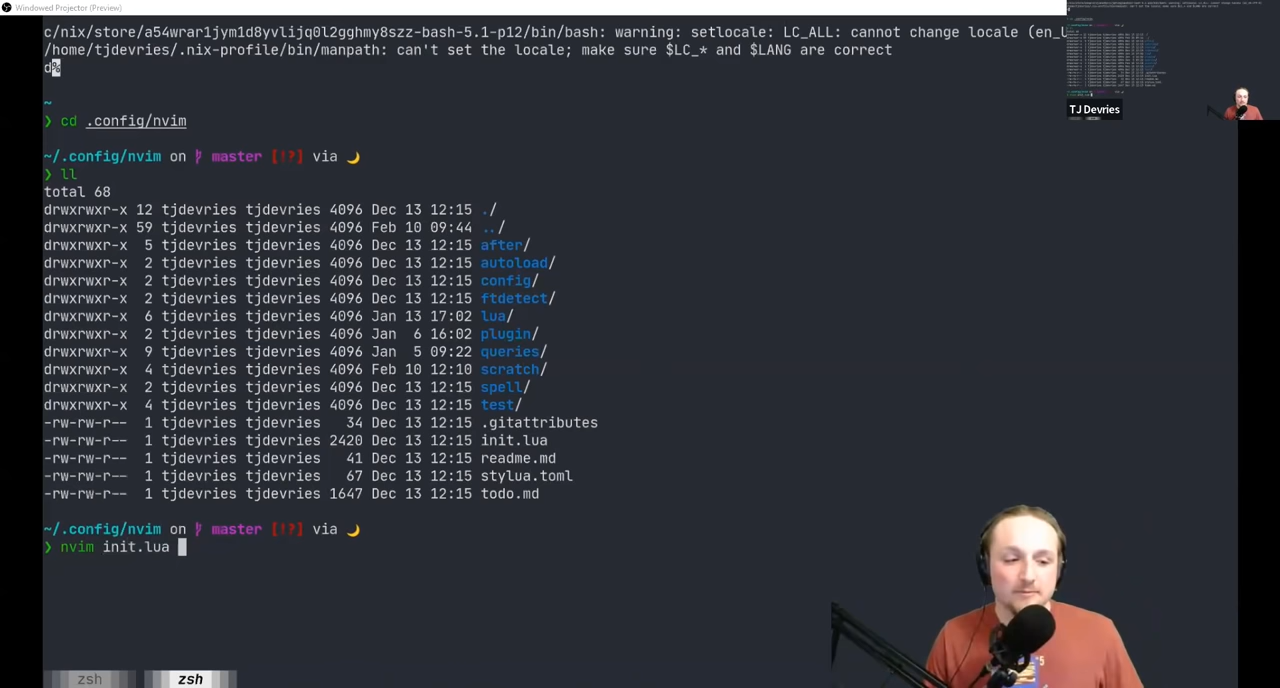 Windowed Projector (Preview)
c/nix/store/a54wrar1jym1d8yvlijq0l2gghmy8szz-bash-5.1-p12/bin/bash: warning: setlocale: LC_ALL: cannot change locale (en_U
/home/tjdevries/.nix-profile/bin/manpath: can't set the locale; make sure $LC_* and $LANG are correct
d%
~
❯ cd .config/nvim
~/.config/nvim on master [!?] via 🌙
❯ ll
total 68
drwxrwxr-x 12 tjdevries tjdevries 4096 Dec 13 12:15 ./
drwxrwxr-x 59 tjdevries tjdevries 4096 Feb 10 09:44 ../
drwxrwxr-x 5 tjdevries tjdevries 4096 Dec 13 12:15 after/
drwxrwxr-x 2 tjdevries tjdevries 4096 Dec 13 12:15 autoload/
drwxrwxr-x 2 tjdevries tjdevries 4096 Dec 13 12:15 config/
drwxrwxr-x 2 tjdevries tjdevries 4096 Dec 13 12:15 ftdetect/
drwxrwxr-x 6 tjdevries tjdevries 4096 Jan 13 17:02 lua/
drwxrwxr-x 2 tjdevries tjdevries 4096 Jan 6 16:02 plugin/
drwxrwxr-x 9 tjdevries tjdevries 4096 Jan 5 09:22 queries/
drwxrwxr-x 4 tjdevries tjdevries 4096 Feb 10 12:10 scratch/
drwxrwxr-x 2 tjdevries tjdevries 4096 Dec 13 12:15 spell/
drwxrwxr-x 4 tjdevries tjdevries 4096 Dec 13 12:15 test/
-rw-rw-r-- 1 tjdevries tjdevries 34 Dec 13 12:15 .gitattributes
-rw-rw-r-- 1 tjdevries tjdevries 2420 Dec 13 12:15 init.lua
-rw-rw-r-- 1 tjdevries tjdevries 41 Dec 13 12:15 readme.md
-rw-rw-r-- 1 tjdevries tjdevries 67 Dec 13 12:15 stylua.toml
-rw-rw-r-- 1 tjdevries tjdevries 1647 Dec 13 12:15 todo.md
~/.config/nvim on master [!?] via 🌙
❯ nvim init.lua
zsh zsh
TJ Devries